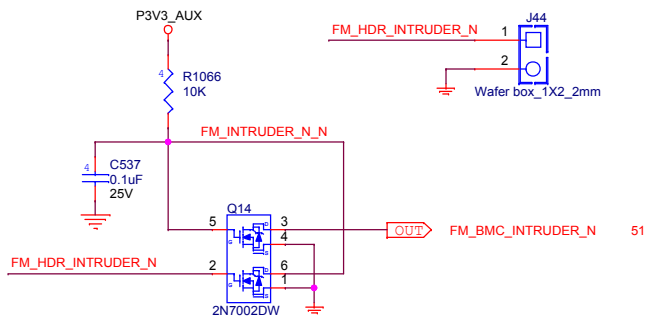 P3V3_AUX
J44
FM_HDR_INTRUDER_N
1
2
Wafer box_1X2_2mm
4
R1066
10K
FM_INTRUDER_N_N
4
C537
0.1uF
25V
Q14
5
3
D
G
S
4
OUT
FM_BMC_INTRUDER_N
51
FM_HDR_INTRUDER_N
2
6
D
G
S
1
2N7002DW